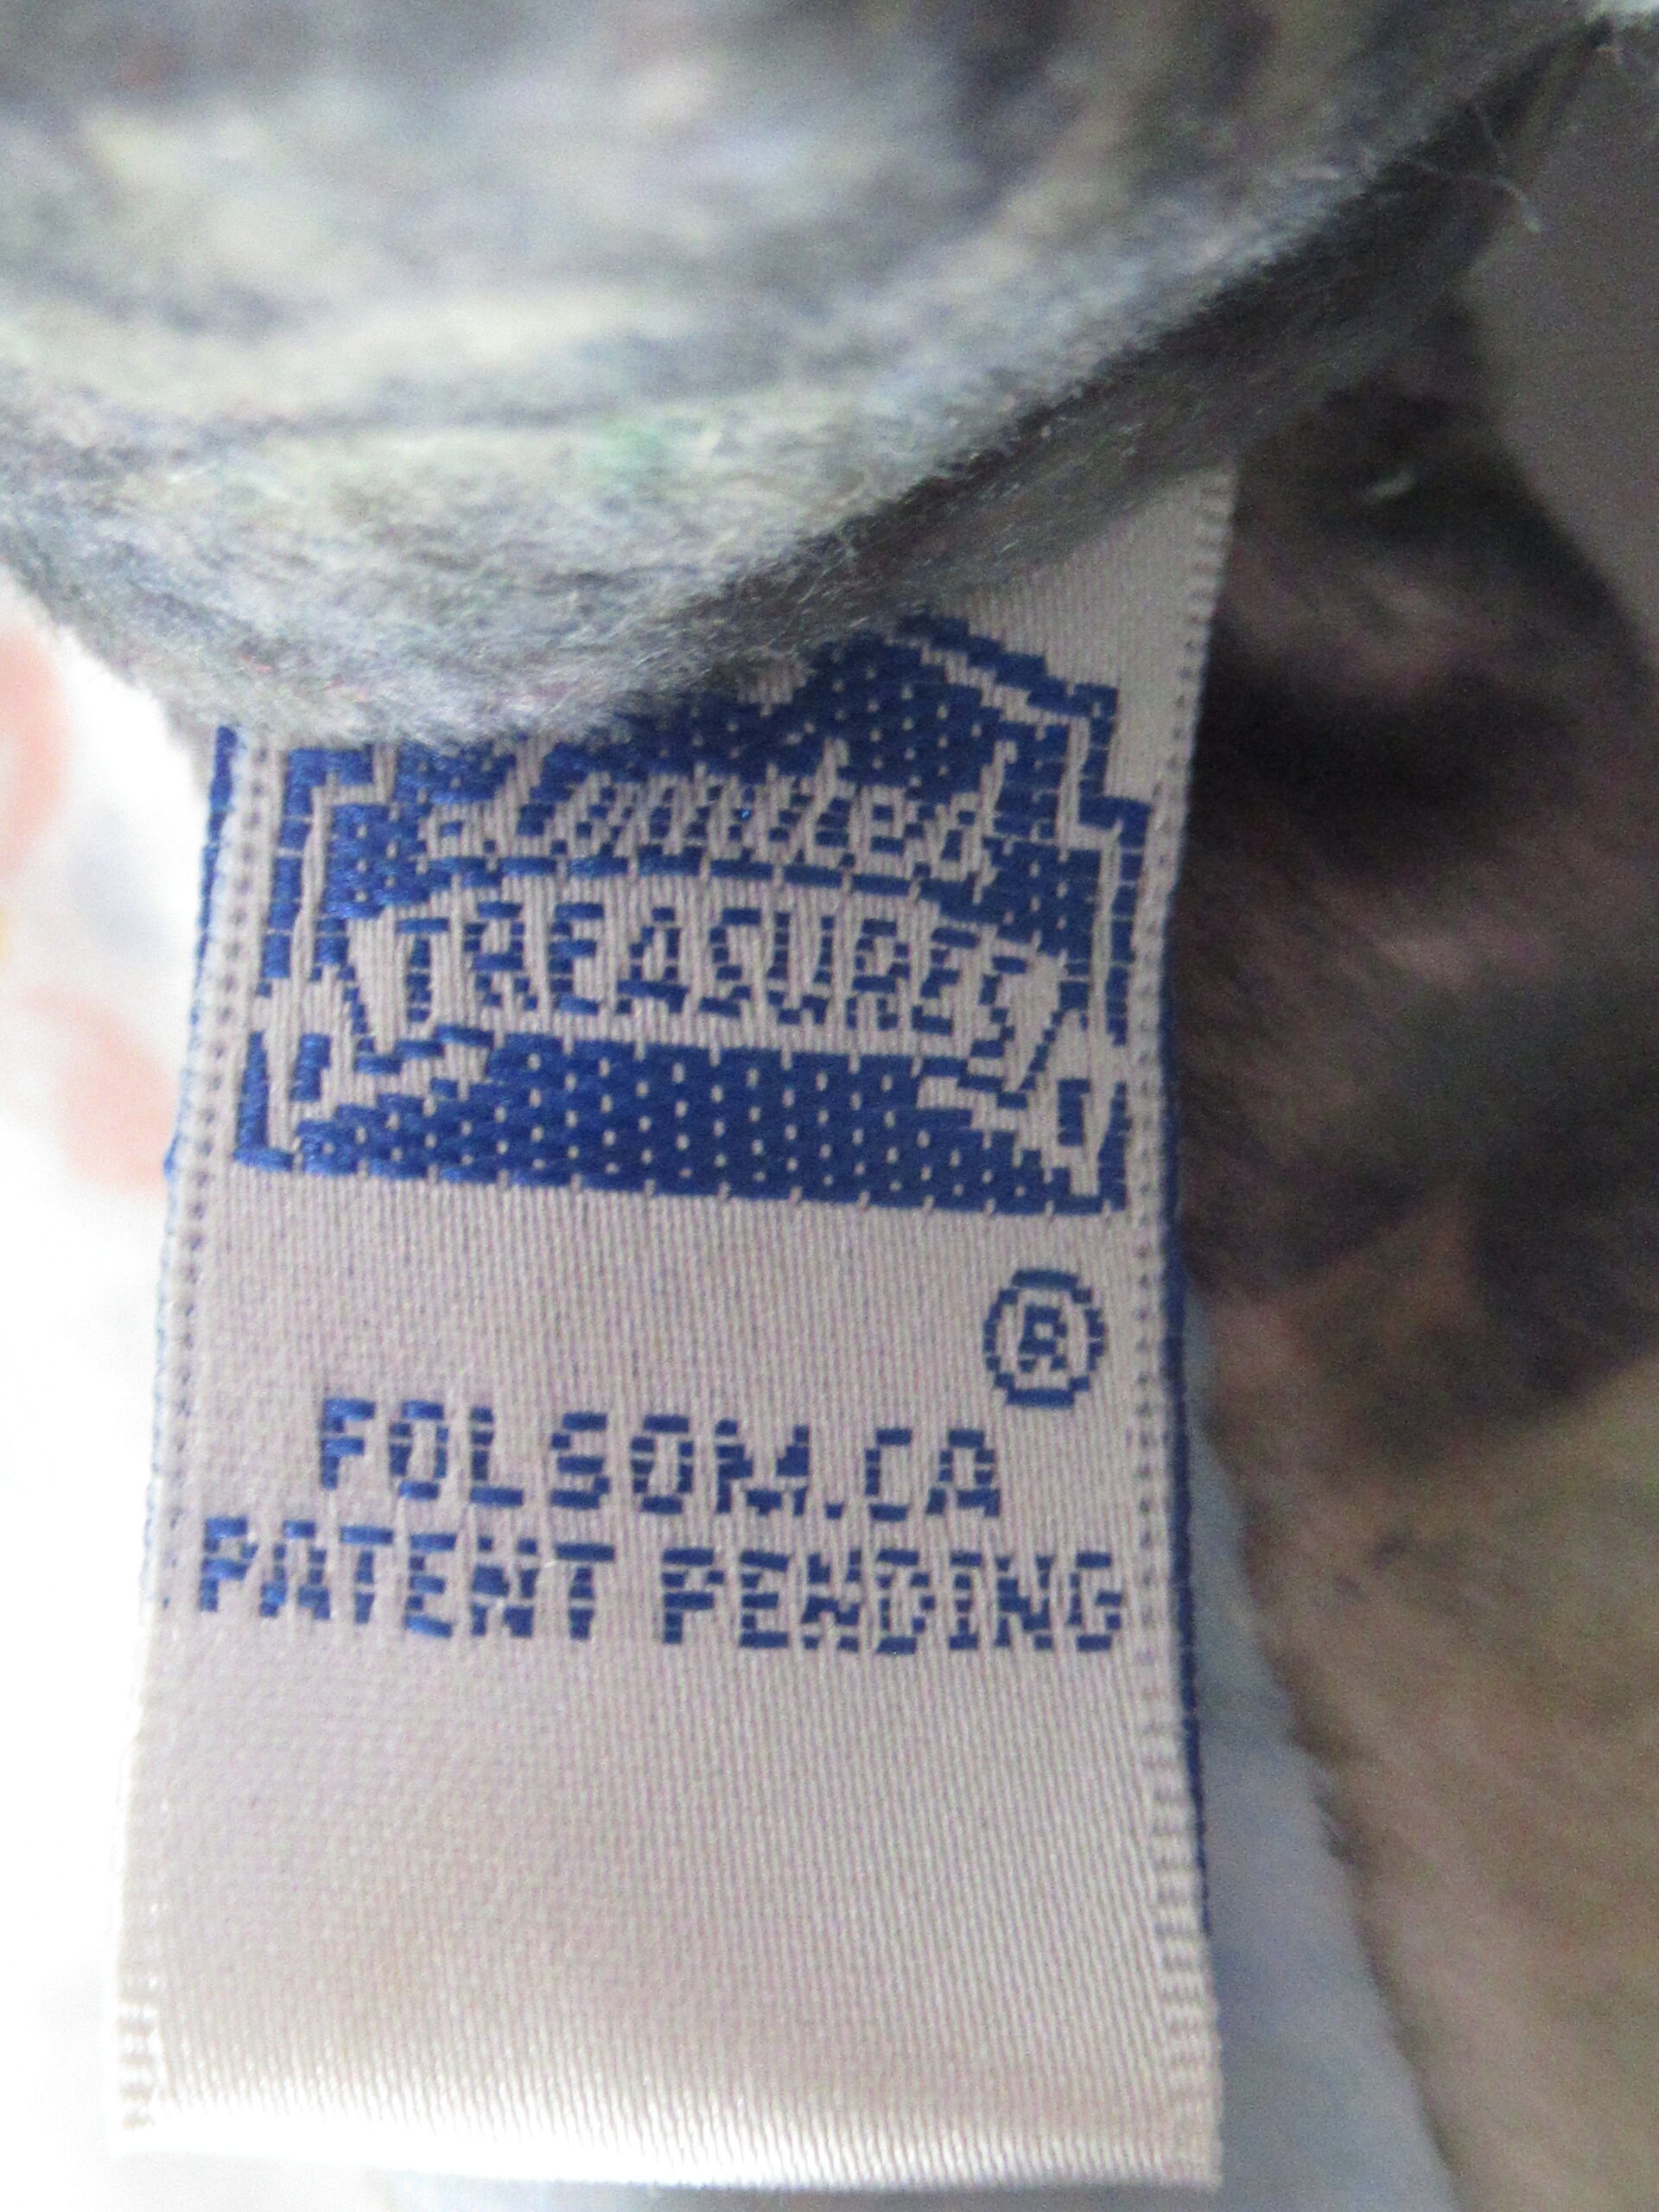 Limited
TREASURES
®
FOLSOM.CA
PATENT PENDING